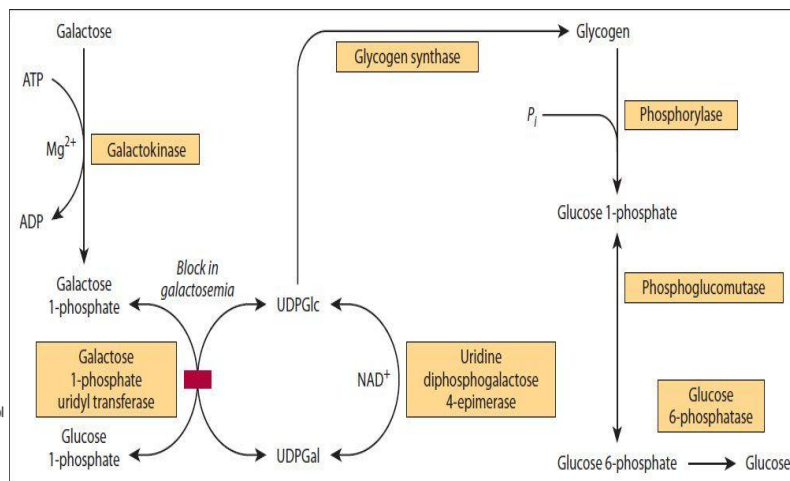 Galactose
Glycogen
Glycogen synthase
ATP
Mg2+
Galactokinase
ADP
Pi
Phosphorylase
Glucose 1-phosphate
Galactose
1-phosphate
Block in
galactosemia
UDPGlc
Phosphoglucomutase
Galactose
1-phosphate
uridyl transferase
NAD+
Uridine
diphosphogalactose
4-epimerase
Glucose
6-phosphatase
ol
Glucose
1-phosphate
UDPGal
Glucose 6-phosphate
Glucose